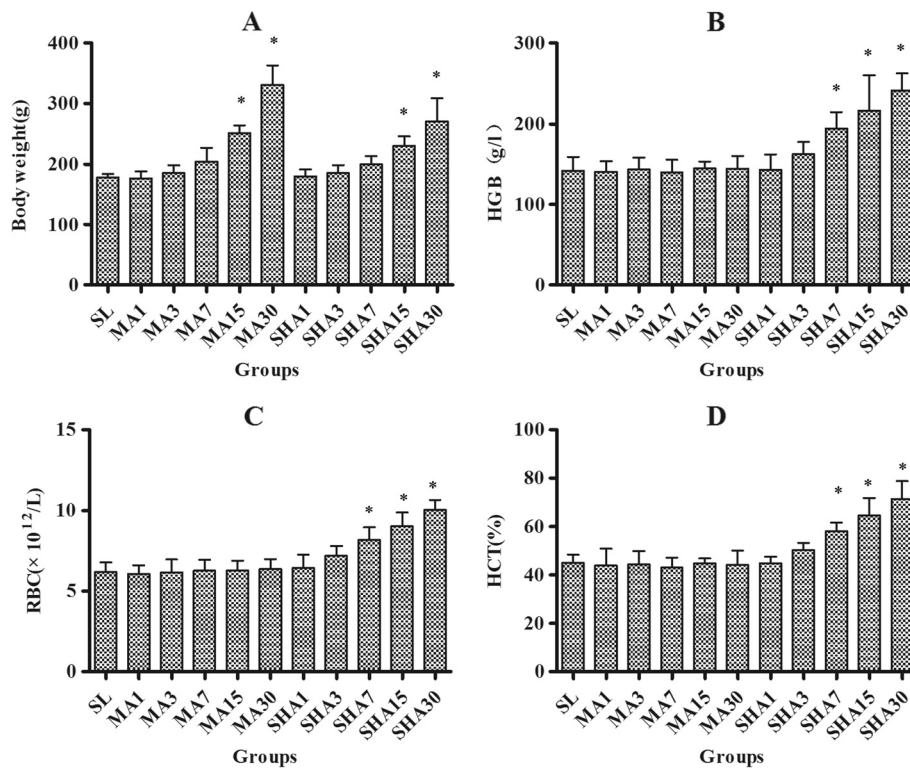 A
Body weight(g)
400
300
200
100
0
* * * *
SL MA1 MA3 MA7 MA15 MA30 SHA1 SHA3 SHA7 SHA15 SHA30
Groups
B
HGB (g/l)
300
200
100
0
* * *
SL MA1 MA3 MA7 MA15 MA30 SHA1 SHA3 SHA7 SHA15 SHA30
Groups
C
RBC(× 10¹²/L)
15
10
5
0
* * *
SL MA1 MA3 MA7 MA15 MA30 SHA1 SHA3 SHA7 SHA15 SHA30
Groups
D
HCT(%)
100
80
60
40
20
0
* * *
SL MA1 MA3 MA7 MA15 MA30 SHA1 SHA3 SHA7 SHA15 SHA30
Groups